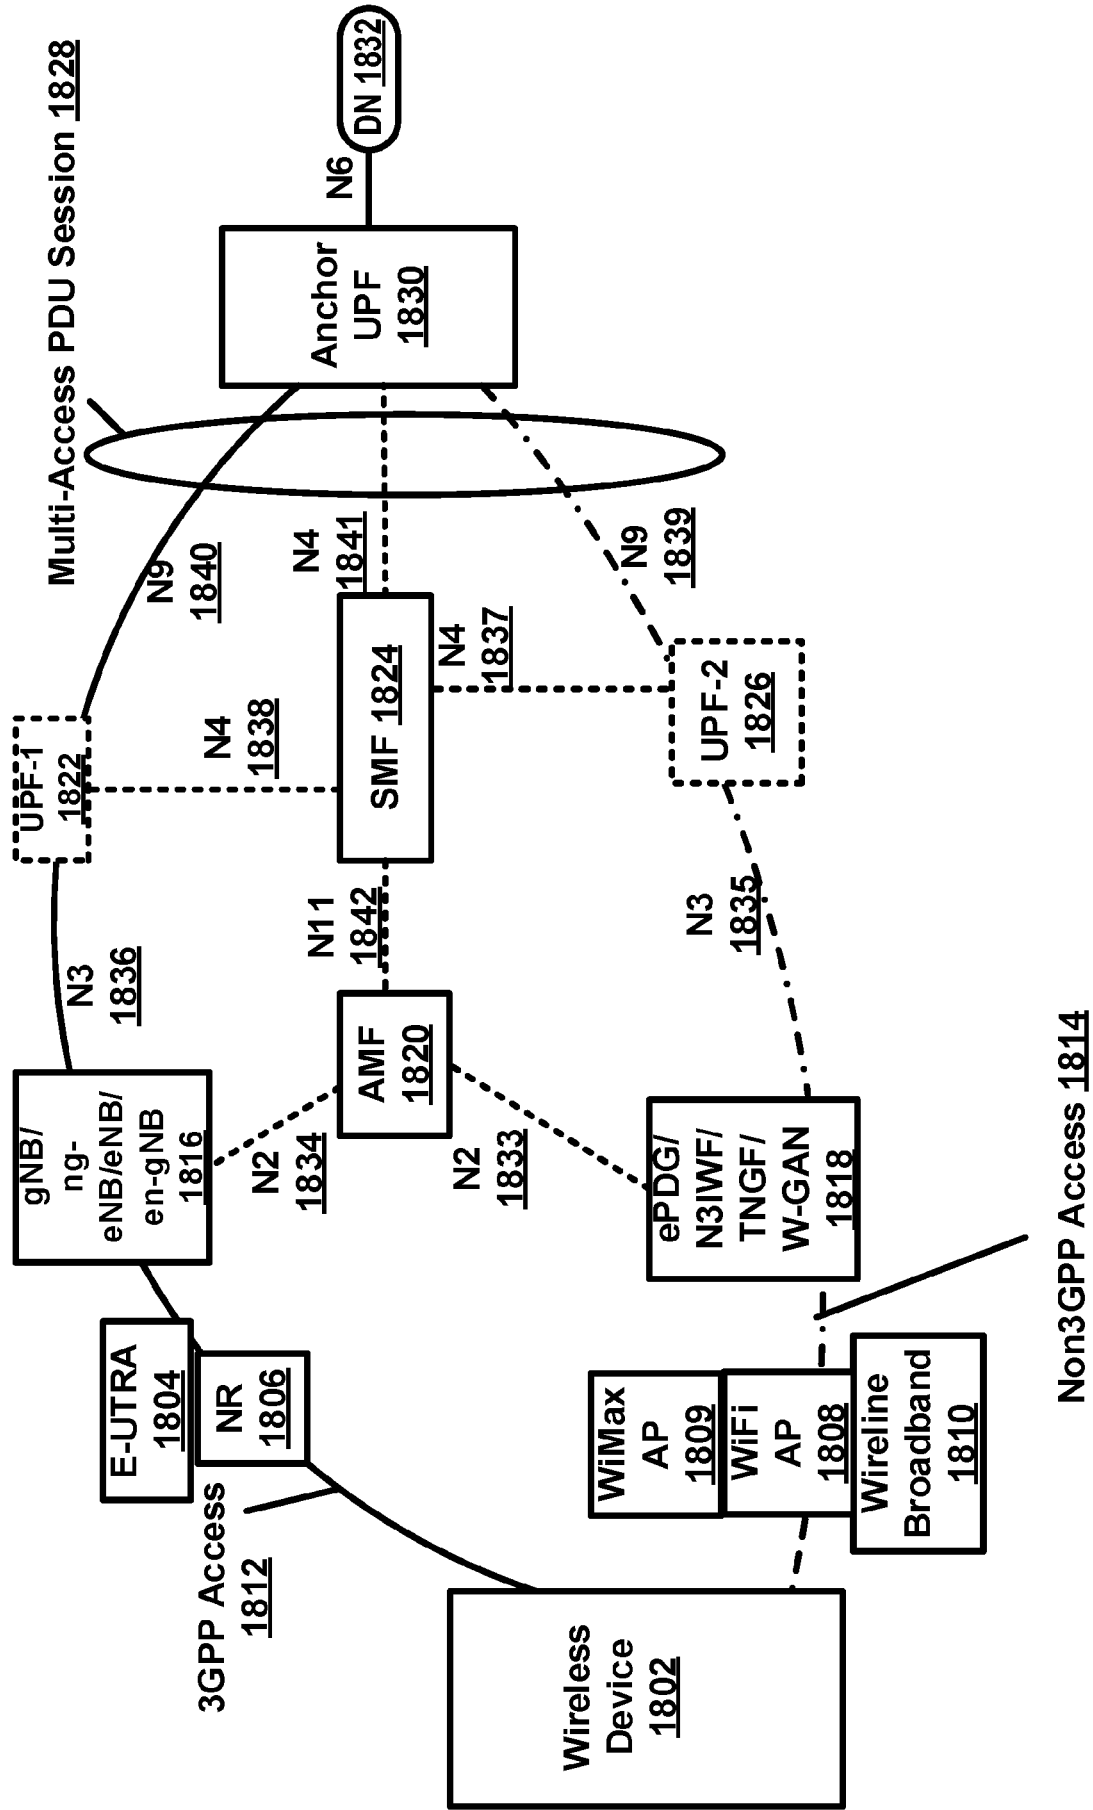 Multi-Access PDU Session 1828
UPF-1
1822
N3
1836
N9
1840
gNB/
ng-
eNB/eNB/
en-gNB
1816
E-UTRA
1804
NR
1806
3GPP Access
1812
N2
1834
N4
1838
N4
1841
Anchor
UPF
1830
N6
DN 1832
N11
1842
SMF 1824
AMF
1820
N4
1837
N9
1839
N2
1833
UPF-2
1826
N3
1835
Wireless
Device
1802
WiMax
AP
1809
WiFi
AP
1808
Wireline
Broadband
1810
ePDG/
N3IWF/
TNGF/
W-GAN
1818
Non3GPP Access 1814